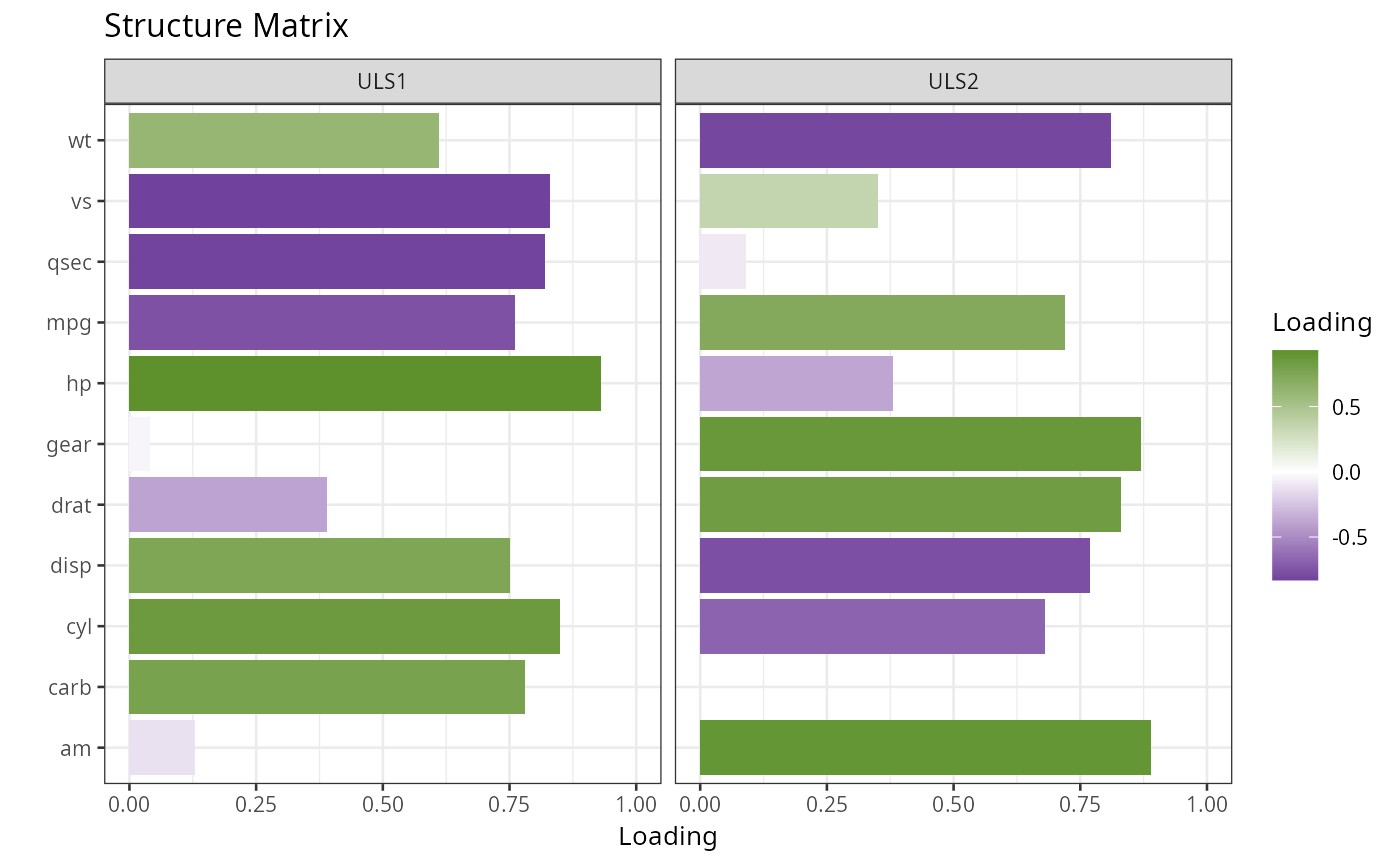 Structure Matrix
ULS1
ULS2
wt
vs
qsec
mpg
hp
gear
drat
disp
cyl
carb
am
0.00 0.25 0.50 0.75 1.00
0.00 0.25 0.50 0.75 1.00
Loading
Loading
0.5
0.0
-0.5